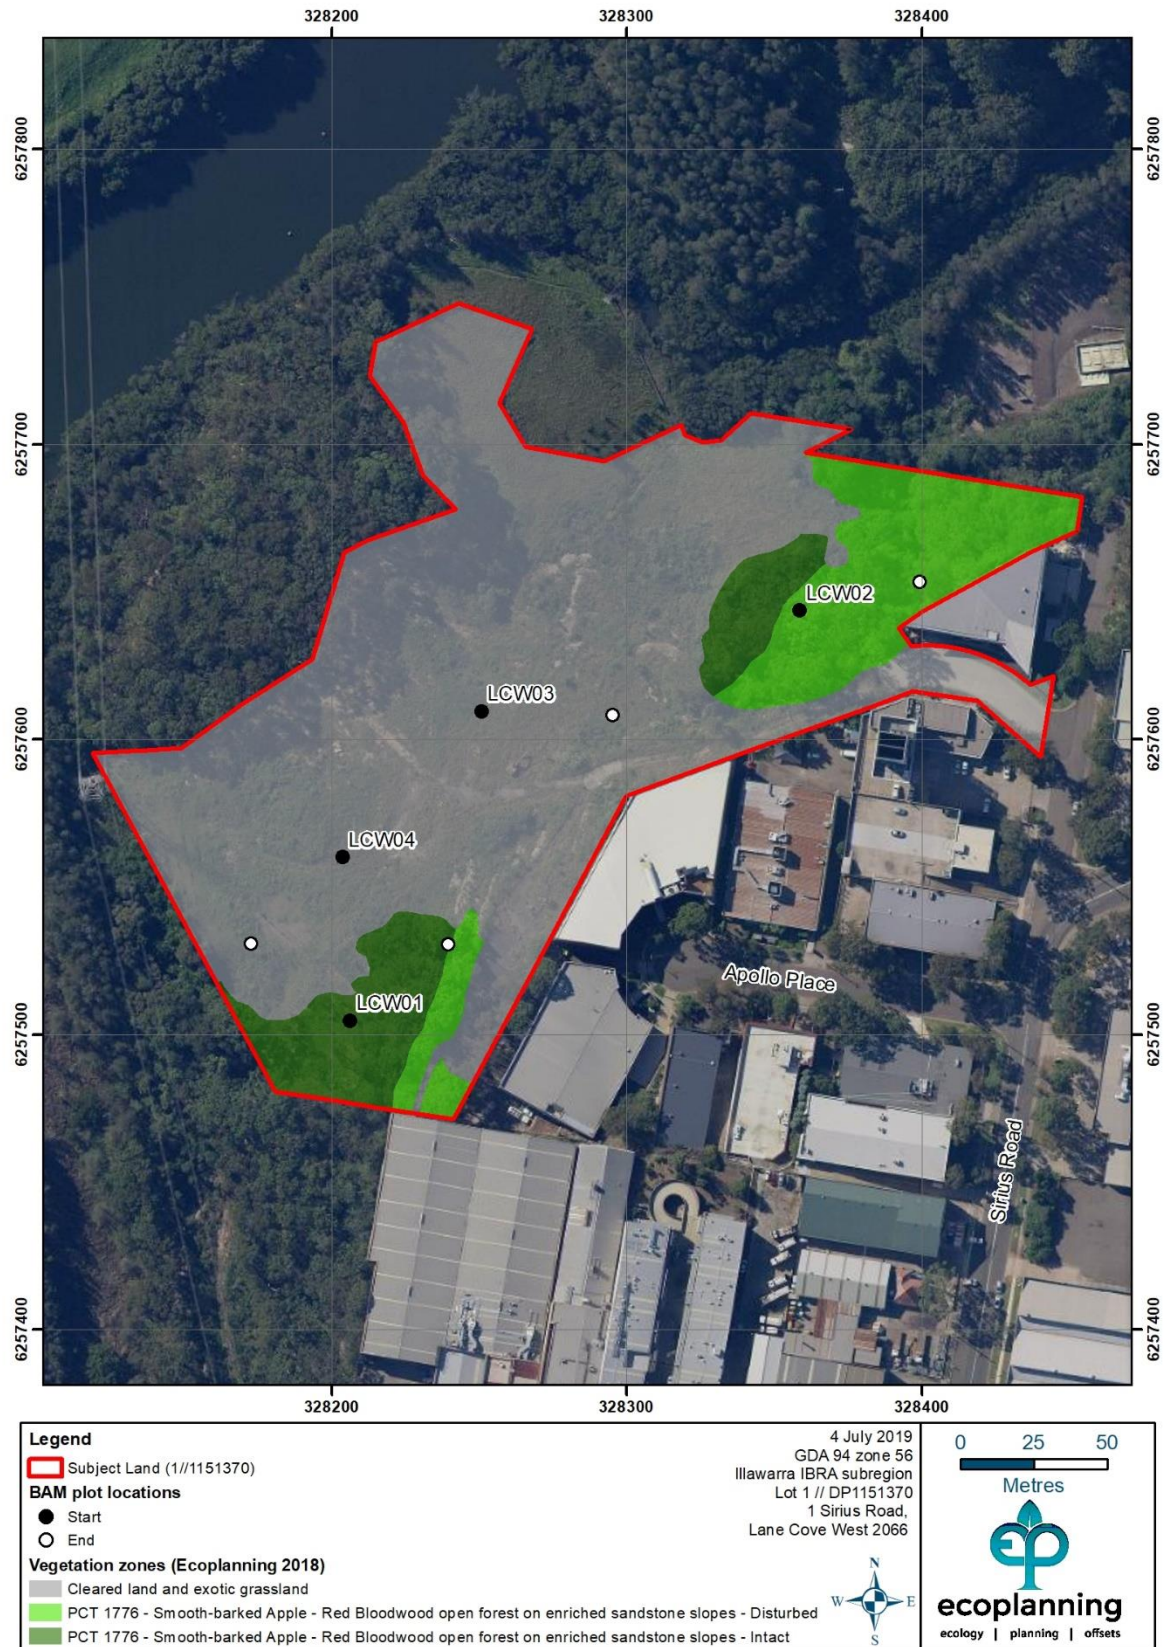 328200 328300 328400
6257800 6257800
6257700 6257700
LCW02
LCW03
6257600 6257600
LCW04
Apollo Place
LCW01
6257500 6257500
Sirius Road
6257400 6257400
328200 328300 328400
Legend
Subject Land (1//1151370)
BAM plot locations
Start
End
Vegetation zones (Ecoplanning 2018)
Cleared land and exotic grassland
PCT 1776 - Smooth-barked Apple - Red Bloodwood open forest on enriched sandstone slopes - Disturbed
PCT 1776 - Smooth-barked Apple - Red Bloodwood open forest on enriched sandstone slopes - Intact
4 July 2019
GDA 94 zone 56
Illawarra IBRA subregion
Lot 1 // DP1151370
1 Sirius Road,
Lane Cove West 2066
N
W E
S
0 25 50
Metres
ep
ecoplanning
ecology | planning | offsets